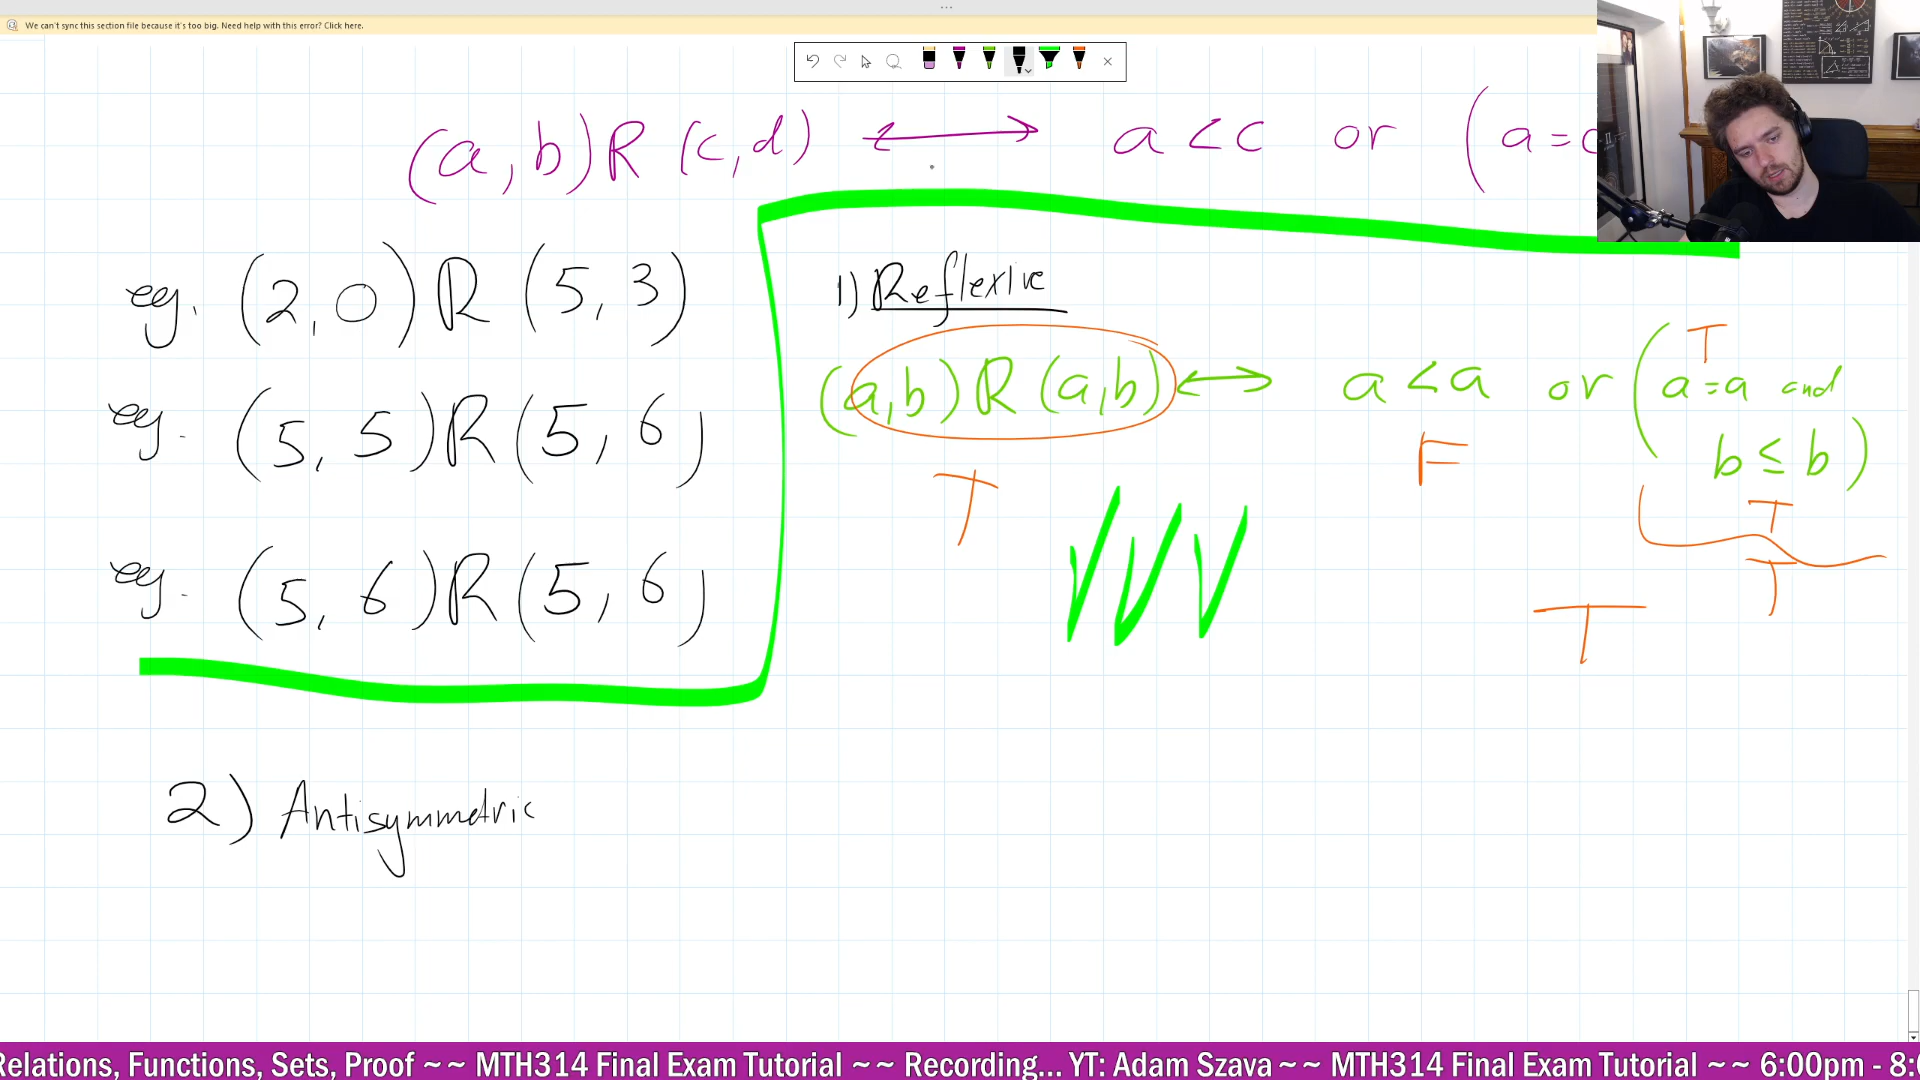 We can't sync this section file because it's too big. Need help with this error? Click here.
(a, b) R (c, d) ⟷ a < c or (a =
eg. (2, 0) R (5, 3)
eg. (5, 5) R (5, 6)
eg. (5, 6) R (5, 6)
1) Reflexive
(a, b) R (a, b) ⟷ a < a or (a = a and
b ≤ b)
T
F
T
T
T
T
2) Antisymmetric
Relations, Functions, Sets, Proof ~ ~ MTH314 Final Exam Tutorial ~ ~ Recording... YT: Adam Szava ~ ~ MTH314 Final Exam Tutorial ~ ~ 6:00pm - 8: